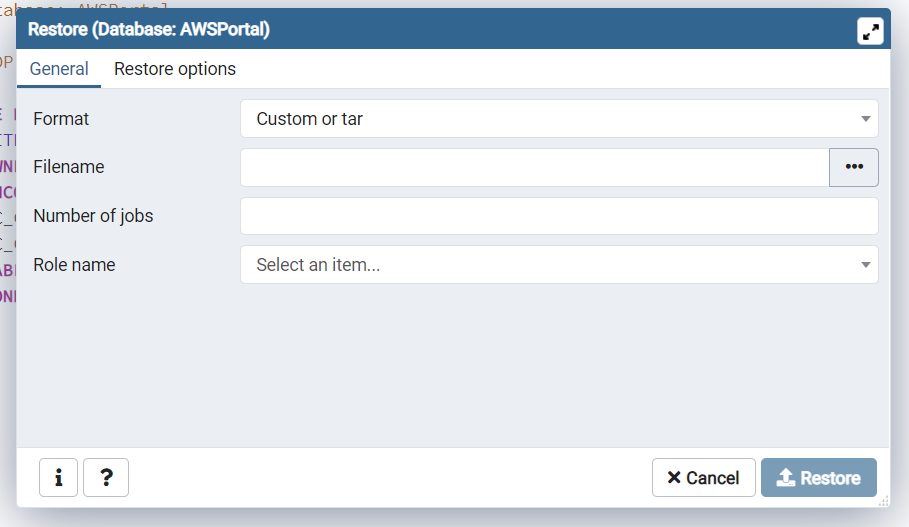 Restore (Database: AWSPortal)
General Restore options
Format Custom or tar
Filename •••
Number of jobs
Role name Select an item...
i ? × Cancel Restore